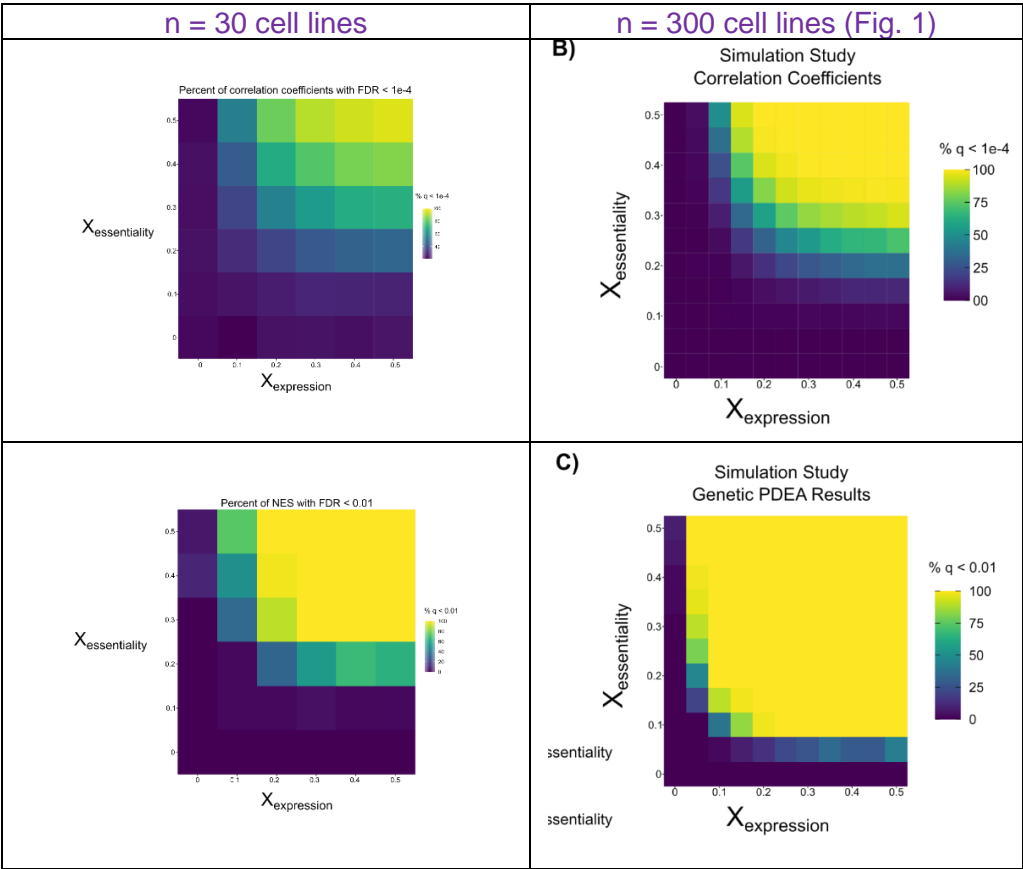 n = 30 cell lines
n = 300 cell lines (Fig. 1)
Percent of correlation coefficients with FDR < 1e-4
0.5
0.4
0.3
0.2
0.1
0
Xessentiality
0
0.1
0.2
0.3
0.4
0.5
Xexpression
% q < 1e-4
B)
Simulation Study
Correlation Coefficients
0.5
0.4
0.3
0.2
0.1
0
Xessentiality
0
0.1
0.2
0.3
0.4
0.5
Xexpression
% q < 1e-4
100
75
50
25
00
Percent of NES with FDR < 0.01
0.5
0.4
0.3
0.2
0.1
0
Xessentiality
0
0.1
0.2
0.3
0.4
0.5
Xexpression
% q < 0.01
100
80
60
40
20
0
C)
Simulation Study
Genetic PDEA Results
0.5
0.4
0.3
0.2
0.1
0
Xessentiality
ssentiality
ssentiality
0
0.1
0.2
0.3
0.4
0.5
Xexpression
% q < 0.01
100
75
50
25
0